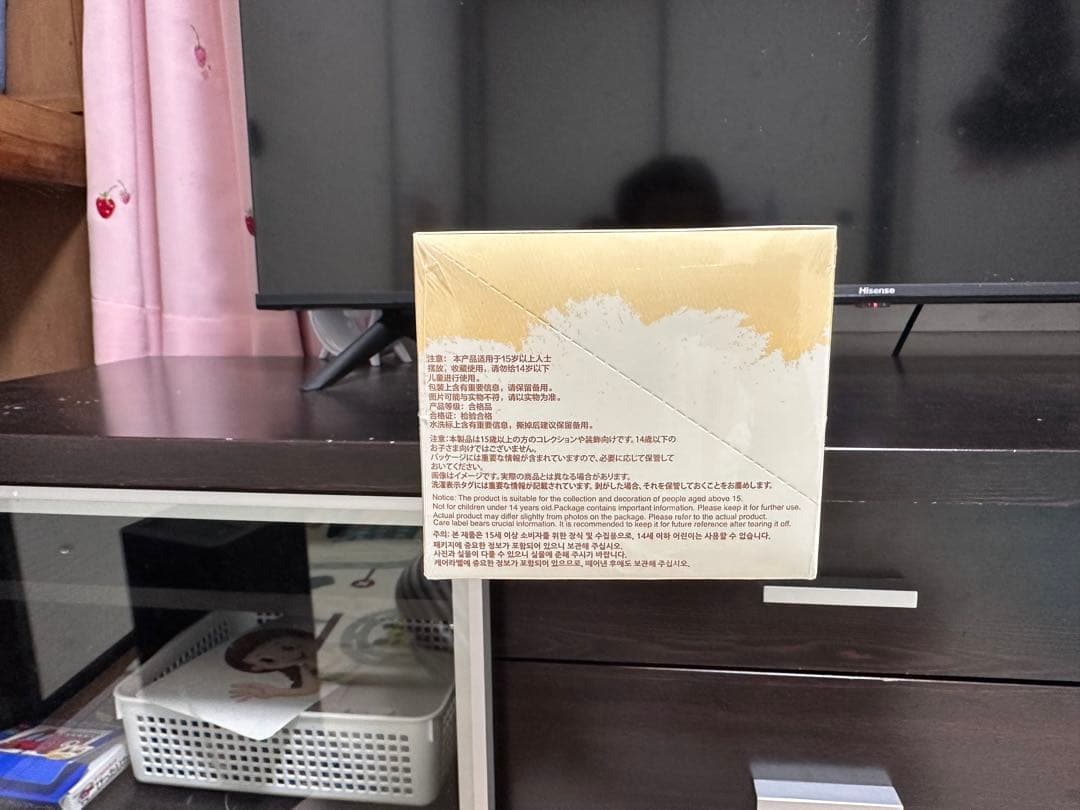 Hisense
注意： 本产品适用于15岁以上人士
摆放，收藏使用，请勿给14岁以下
儿童进行使用。
包装上含有重要信息，请保留备用。
图片可能与实物不符，请以实物为准。
产品等级：合格品
合格证：检验合格
水洗标上含有重要信息，撕掉后建议保留备用。
注意:本製品は15歳以上の方のコレクションや装飾向けです。14歳以下の
お子さま向けではございません。
パッケージには重要な情報が含まれていますので、必要に応じて保管して
おいてください。
画像はイメージです。実際の商品とは異なる場合があります。
洗濯表示タグには重要な情報が記載されています。剥がした場合、それを保管しておくことをお薦めします。
Notice: The product is suitable for the collection and decoration of people aged above 15.
Not for children under 14 years old.Package contains important information. Please keep it for further use.
Actual product may differ slightly from photos on the package. Please refer to the actual product.
Care label bears crucial information. It is recommended to keep it for future reference after tearing it off.
주의: 본 제품은 15세 이상 소비자를 위한 장식 및 수집용으로, 14세 이하 어린이는 사용할 수 없습니다.
패키지에 중요한 정보가 포함되어 있으니 보관해 주십시오.
사진과 실물이 다를 수 있으니 실물에 준해 주시기 바랍니다.
케어라벨에 중요한 정보가 포함되어 있으므로, 떼어낸 후에도 보관해 주십시오.